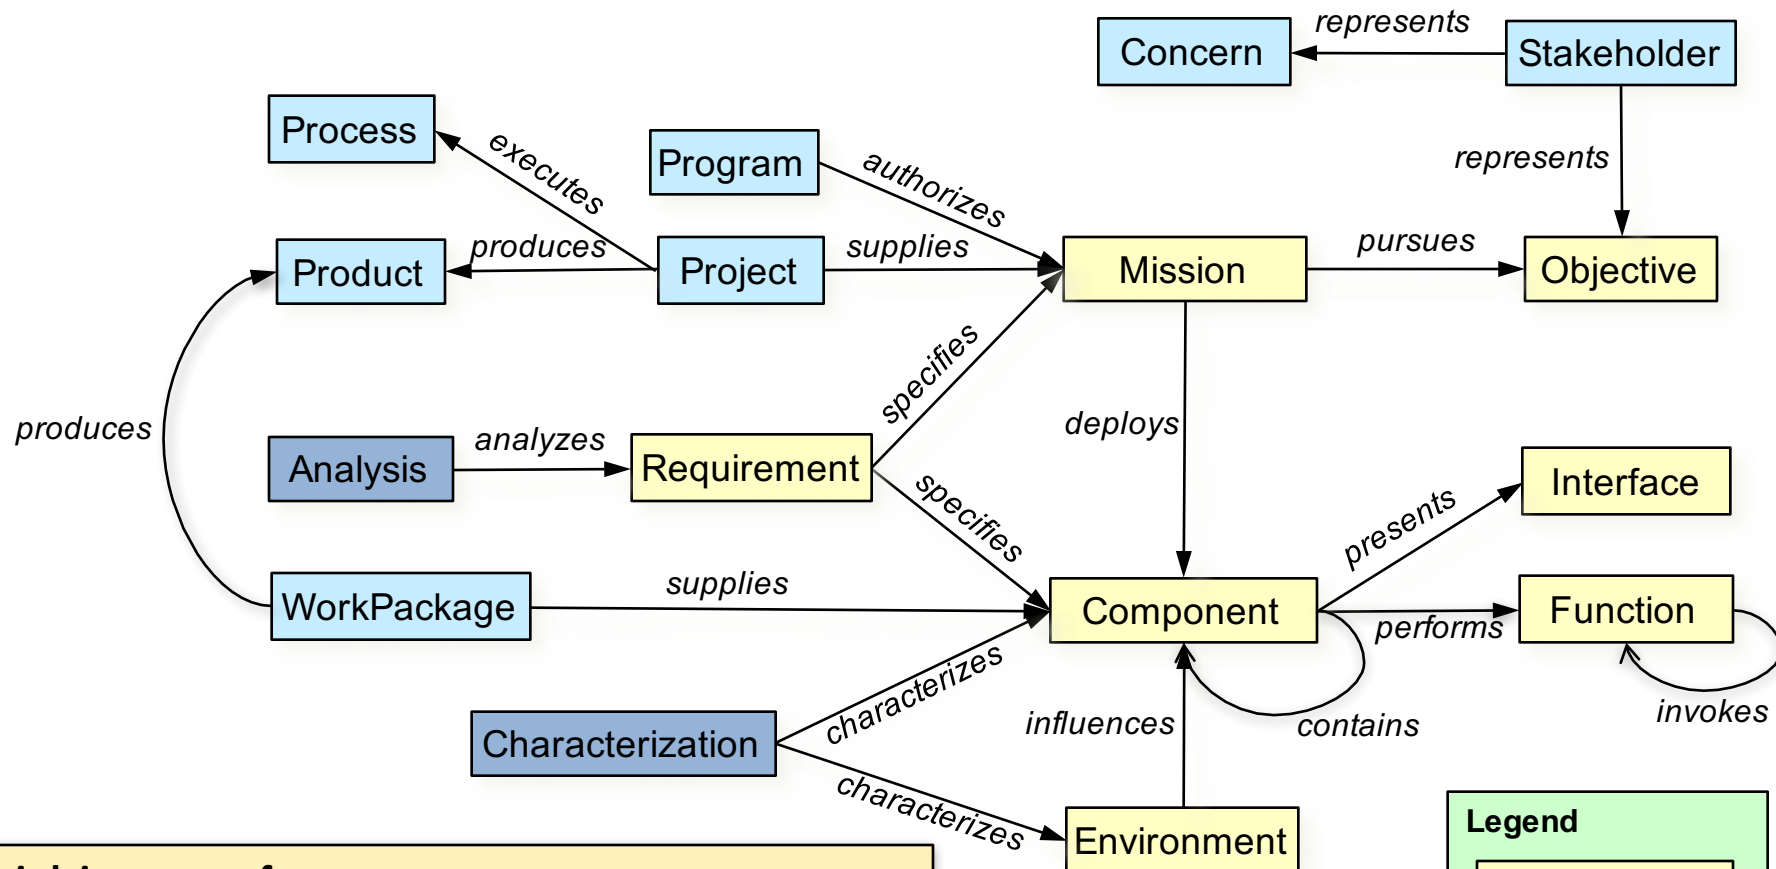 represents
Concern
Stakeholder
Process
executes
Program
authorizes
represents
Product
produces
Project
supplies
Mission
pursues
Objective
specifies
produces
deploys
Analysis
analyzes
Requirement
specifies
Interface
presents
WorkPackage
supplies
Component
performs
Function
characterizes
influences
contains
invokes
Characterization
characterizes
Environment
Legend